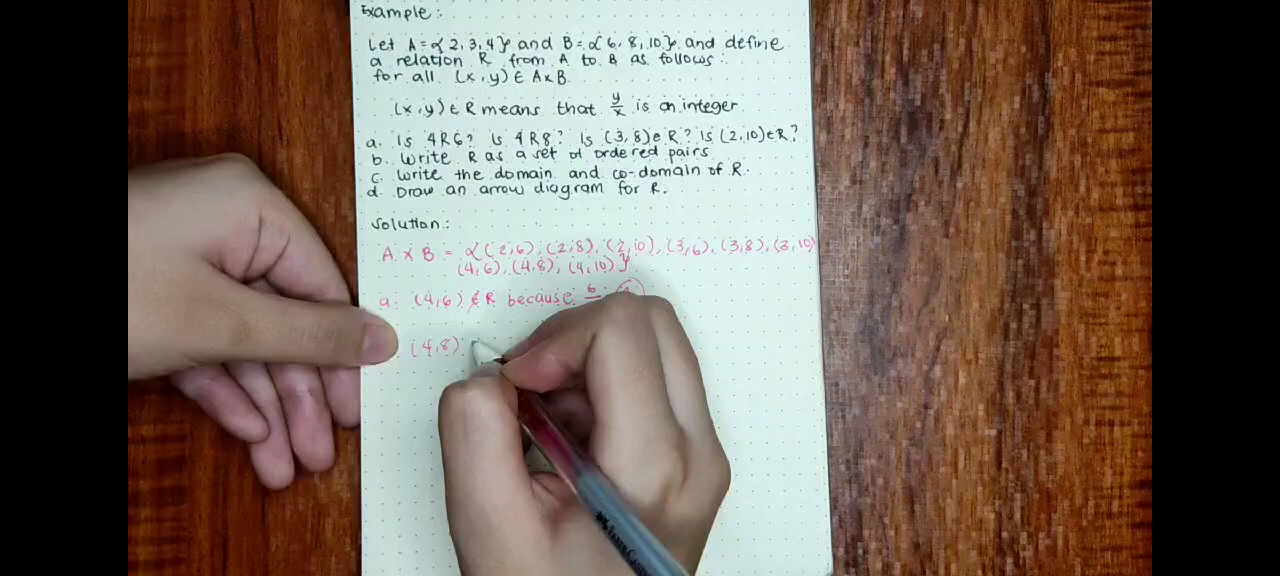 Example:
Let A = { 2, 3, 4 } and B = { 6, 8, 10 } and define
a relation R from A to B as follows:
for all (x, y) ∈ A x B
(x, y) ∈ R means that y/x is an integer
a. Is 4R6? Is 4R8? Is (3,8) ∈ R? Is (2,10) ∈ R?
b. Write R as a set of ordered pairs
c. Write the domain and co-domain of R.
d. Draw an arrow diagram for R.
Solution:
A x B = { (2,6), (2,8), (2,10), (3,6), (3,8), (3,10)
(4,6), (4,8), (4,10) }
a. (4,6) ∉ R because 6
(4,8)